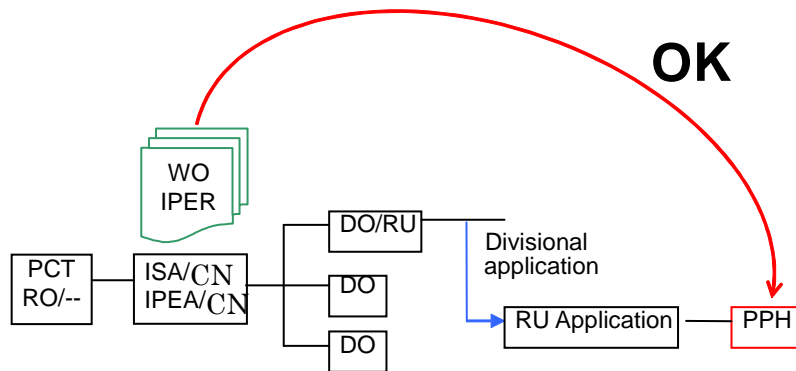 OK
WO
IPER
DO/RU
Divisional
application
PCT
RO/--
ISA/CN
IPEA/CN
DO
RU Application
PPH
DO